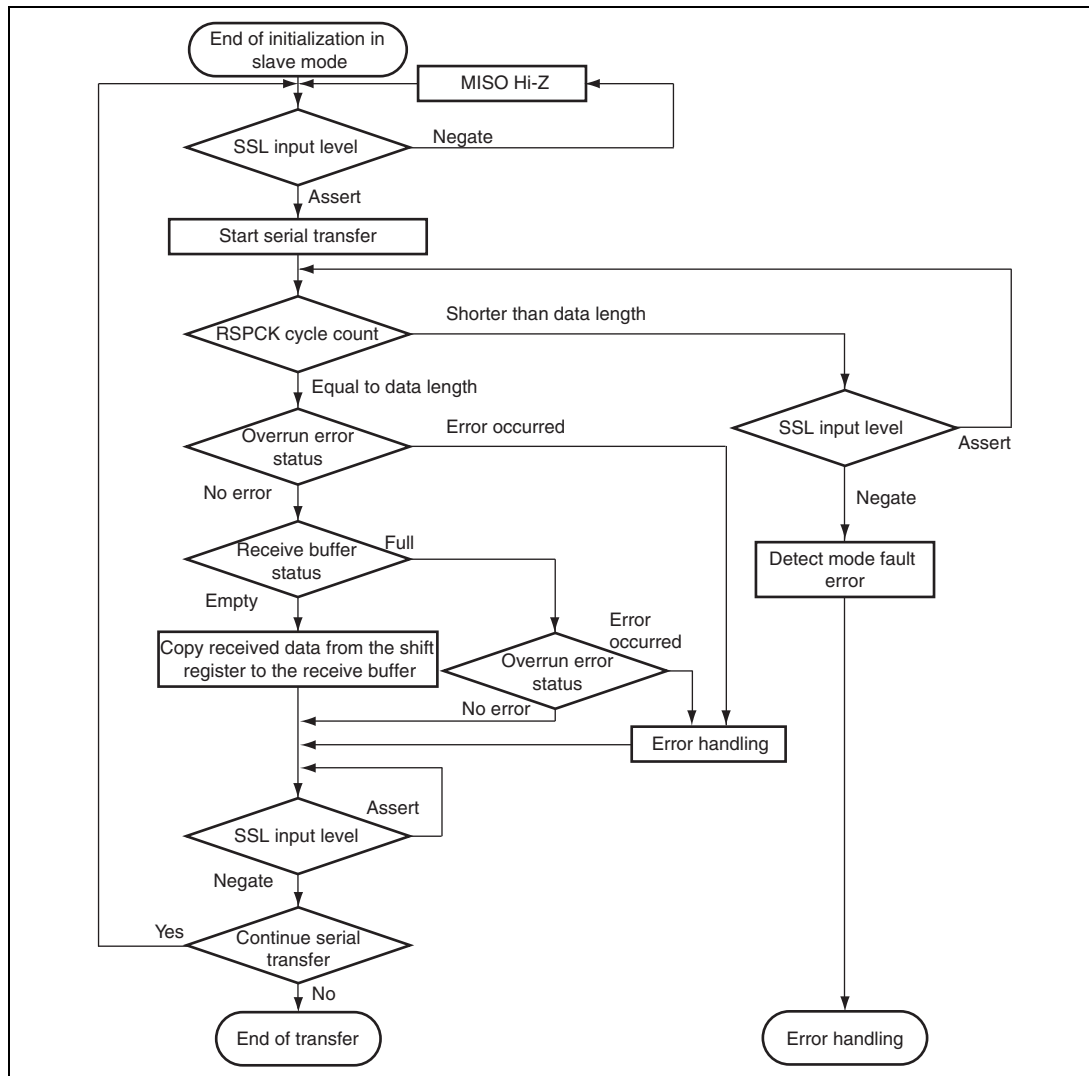 End of initialization in
slave mode
MISO Hi-Z
SSL input level
Negate
Assert
Start serial transfer
RSPCK cycle count
Shorter than data length
Equal to data length
SSL input level
Assert
Negate
Overrun error
status
Error occurred
No error
Receive buffer
status
Full
Empty
Detect mode fault
error
Copy received data from the shift
register to the receive buffer
Error
occurred
Overrun error
status
No error
Error handling
Assert
SSL input level
Negate
Yes
Continue serial
transfer
No
End of transfer
Error handling